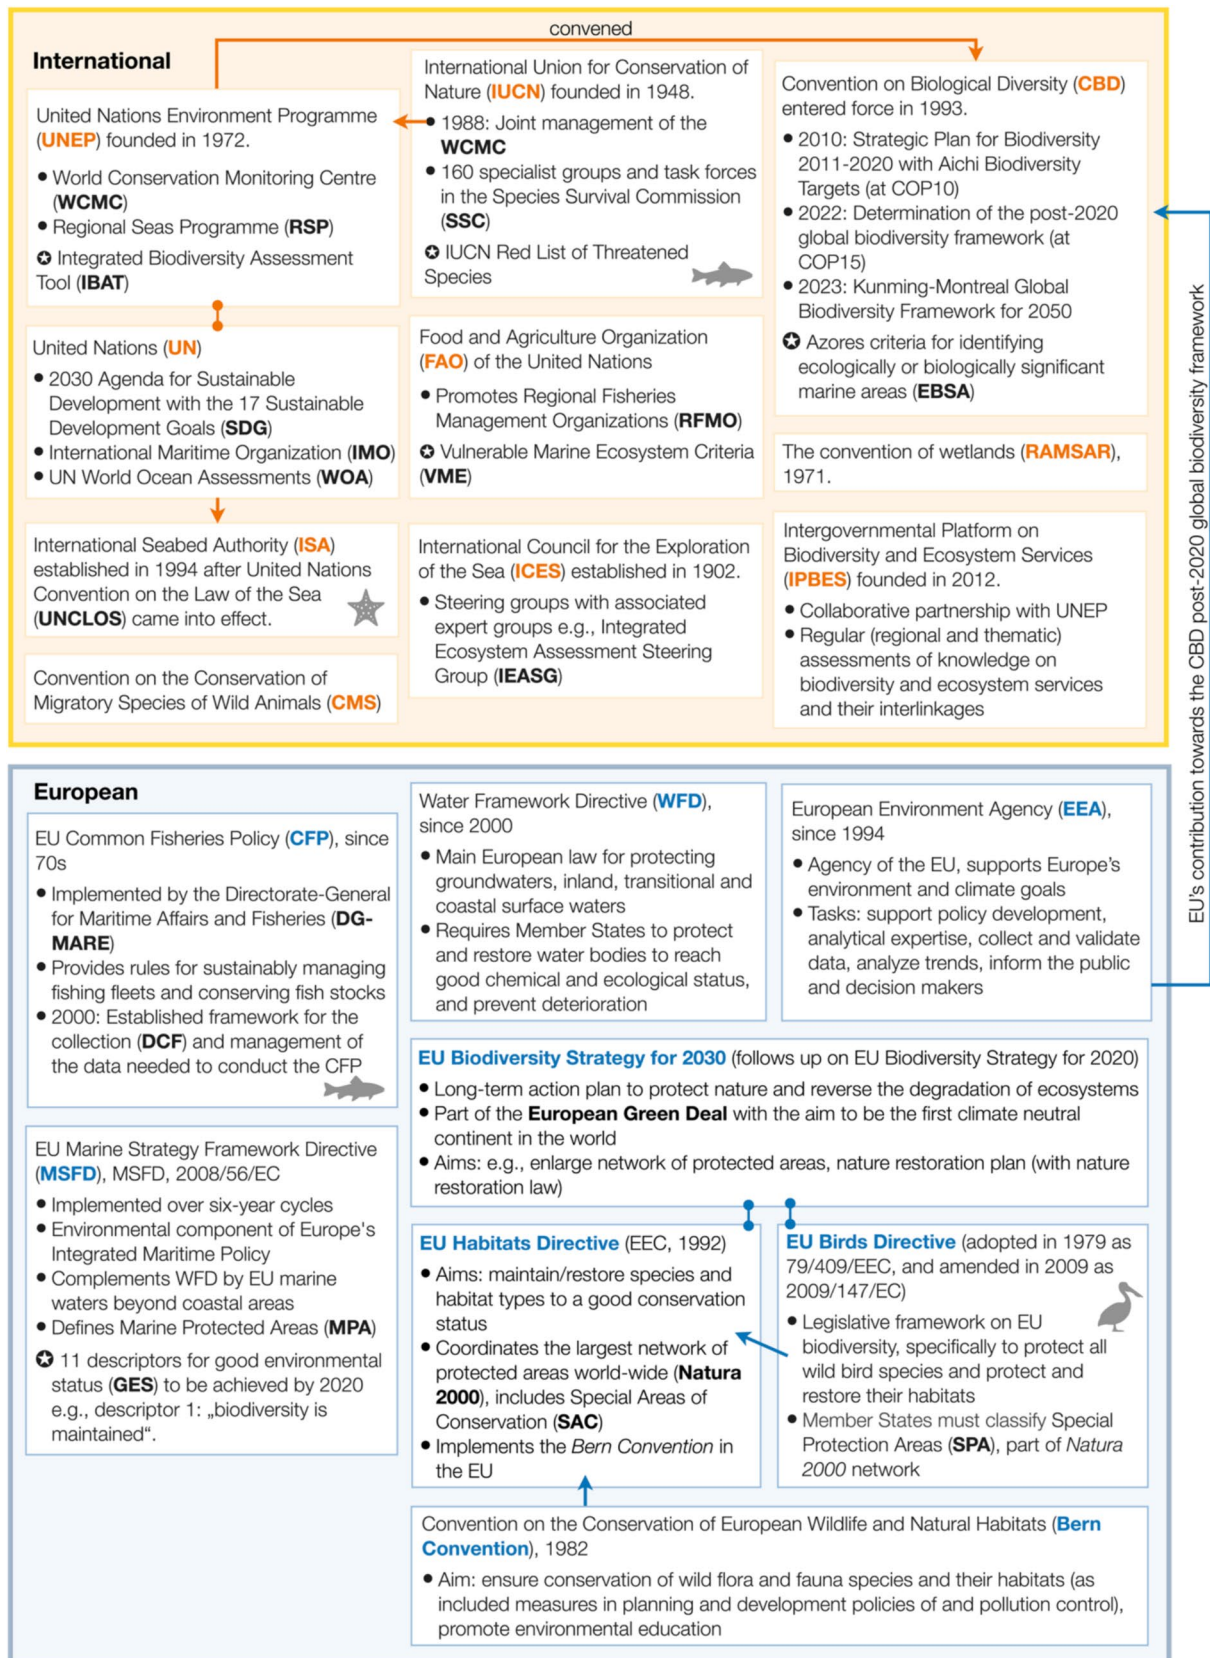 convened
International
United Nations Environment Programme
(UNEP) founded in 1972.
● World Conservation Monitoring Centre
(WCMC)
● Regional Seas Programme (RSP)
✪ Integrated Biodiversity Assessment
Tool (IBAT)
United Nations (UN)
● 2030 Agenda for Sustainable
Development with the 17 Sustainable
Development Goals (SDG)
● International Maritime Organization (IMO)
● UN World Ocean Assessments (WOA)
International Seabed Authority (ISA)
established in 1994 after United Nations
Convention on the Law of the Sea
(UNCLOS) came into effect.
Convention on the Conservation of
Migratory Species of Wild Animals (CMS)
International Union for Conservation of
Nature (IUCN) founded in 1948.
● 1988: Joint management of the
WCMC
● 160 specialist groups and task forces
in the Species Survival Commission
(SSC)
✪ IUCN Red List of Threatened
Species
Food and Agriculture Organization
(FAO) of the United Nations
● Promotes Regional Fisheries
Management Organizations (RFMO)
✪ Vulnerable Marine Ecosystem Criteria
(VME)
International Council for the Exploration
of the Sea (ICES) established in 1902.
● Steering groups with associated
expert groups e.g., Integrated
Ecosystem Assessment Steering
Group (IEASG)
Convention on Biological Diversity (CBD)
entered force in 1993.
● 2010: Strategic Plan for Biodiversity
2011-2020 with Aichi Biodiversity
Targets (at COP10)
● 2022: Determination of the post-2020
global biodiversity framework (at
COP15)
● 2023: Kunming-Montreal Global
Biodiversity Framework for 2050
✪ Azores criteria for identifying
ecologically or biologically significant
marine areas (EBSA)
The convention of wetlands (RAMSAR),
1971.
Intergovernmental Platform on
Biodiversity and Ecosystem Services
(IPBES) founded in 2012.
● Collaborative partnership with UNEP
● Regular (regional and thematic)
assessments of knowledge on
biodiversity and ecosystem services
and their interlinkages
EU's contribution towards the CBD post-2020 global biodiversity framework
European
EU Common Fisheries Policy (CFP), since
70s
● Implemented by the Directorate-General
for Maritime Affairs and Fisheries (DG-
MARE)
● Provides rules for sustainably managing
fishing fleets and conserving fish stocks
● 2000: Established framework for the
collection (DCF) and management of
the data needed to conduct the CFP
EU Marine Strategy Framework Directive
(MSFD), MSFD, 2008/56/EC
● Implemented over six-year cycles
● Environmental component of Europe's
Integrated Maritime Policy
● Complements WFD by EU marine
waters beyond coastal areas
● Defines Marine Protected Areas (MPA)
✪ 11 descriptors for good environmental
status (GES) to be achieved by 2020
e.g., descriptor 1: „biodiversity is
maintained“.
Water Framework Directive (WFD),
since 2000
● Main European law for protecting
groundwaters, inland, transitional and
coastal surface waters
● Requires Member States to protect
and restore water bodies to reach
good chemical and ecological status,
and prevent deterioration
European Environment Agency (EEA),
since 1994
● Agency of the EU, supports Europe's
environment and climate goals
● Tasks: support policy development,
analytical expertise, collect and validate
data, analyze trends, inform the public
and decision makers
EU Biodiversity Strategy for 2030 (follows up on EU Biodiversity Strategy for 2020)
● Long-term action plan to protect nature and reverse the degradation of ecosystems
● Part of the European Green Deal with the aim to be the first climate neutral
continent in the world
● Aims: e.g., enlarge network of protected areas, nature restoration plan (with nature
restoration law)
EU Habitats Directive (EEC, 1992)
● Aims: maintain/restore species and
habitat types to a good conservation
status
● Coordinates the largest network of
protected areas world-wide (Natura
2000), includes Special Areas of
Conservation (SAC)
● Implements the Bern Convention in
the EU
EU Birds Directive (adopted in 1979 as
79/409/EEC, and amended in 2009 as
2009/147/EC)
● Legislative framework on EU
biodiversity, specifically to protect all
wild bird species and protect and
restore their habitats
● Member States must classify Special
Protection Areas (SPA), part of Natura
2000 network
Convention on the Conservation of European Wildlife and Natural Habitats (Bern
Convention), 1982
● Aim: ensure conservation of wild flora and fauna species and their habitats (as
included measures in planning and development policies of and pollution control),
promote environmental education